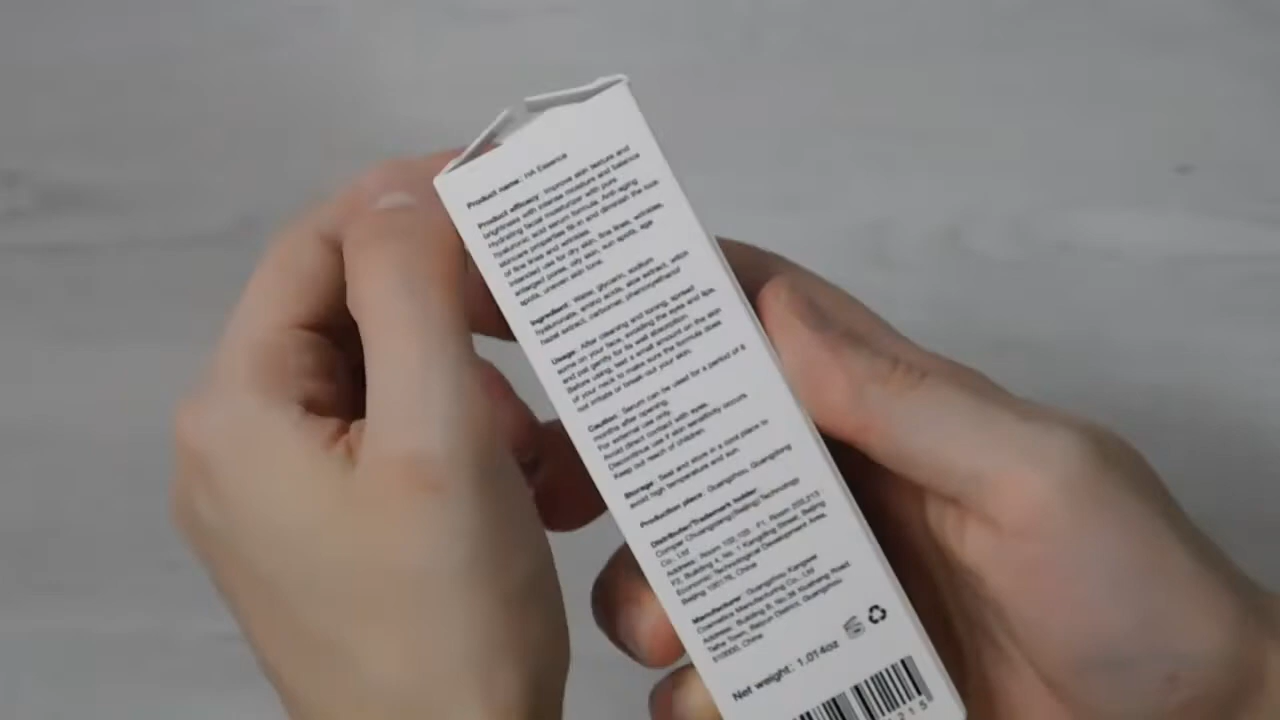 Product name: HA Essence
Product efficacy: Improve skin texture and
brightness with intense moisture and balance
Hydrating facial moisturizer with pure
hyaluronic acid serum formula. Anti-aging
skincare properties fill in and diminish the look
of fine lines and wrinkles.
Intended use for dry skin, fine lines, wrinkles,
enlarged pores, oily skin, sun spots, age
spots, uneven skin tone.
Ingredient: Water, glycerin, sodium
hyaluronate, amino acids, aloe extract, witch
hazel extract, carbomer, phenoxyethanol
Usage: After cleaning and toning, spread
some on your face, avoiding the eyes and lips,
and pat gently for its well absorption.
Before using, test a small amount on the skin
of your neck to make sure the formula does
not irritate or break out your skin.
Caution: Serum can be used for a period of 6
months after opening.
For external use only.
Avoid direct contact with eyes.
Discontinue use if skin sensitivity occurs
Keep out reach of children.
Storage: Seal and store in a cool place to
avoid high temperature and sun.
Production place: Guangzhou, Guangdong
Distributer/Trademark holder:
Compar Chuangxiang(Beijing)Technology
Co., Ltd
Address: Room 102,103 - F1, Room 205,213
F2, Building 4, No. 1 Kangding Street, Beijing
Economic Technological Development Area,
Beijing 100176, China
Manufacturer: Guangzhou
Cosmetics Manufacturing Co., Ltd
Address: Building No.38 Road,
Taihe Town, District, Guangzhou
510000, China
Net weight: 1.014oz
215